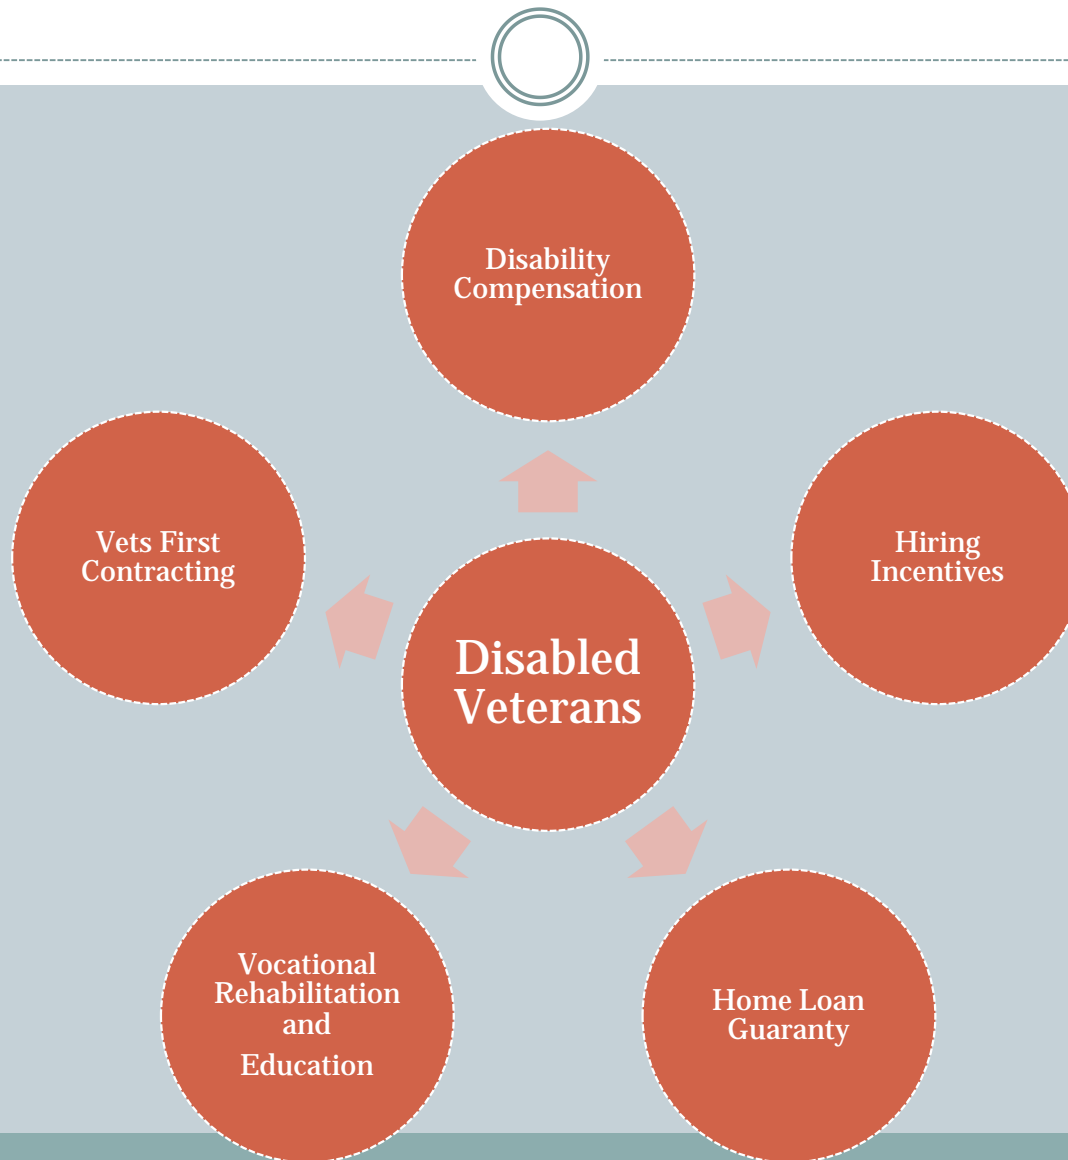 Disability
Compensation
Vets First
Contracting
Hiring
Incentives
Disabled
Veterans
Vocational
Rehabilitation
and
Education
Home Loan
Guaranty